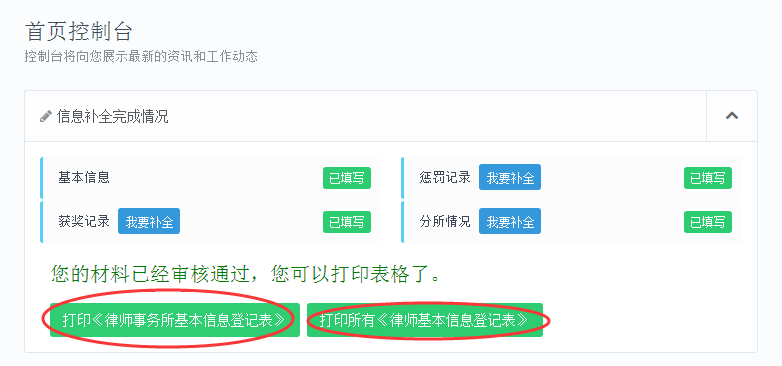 首页控制台
控制台将向您展示最新的资讯和工作动态
信息补全完成情况
基本信息 已填写
惩罚记录 我要补全 已填写
获奖记录 我要补全 已填写
分所情况 我要补全 已填写
您的材料已经审核通过，您可以打印表格了。
打印《律师事务所基本信息登记表》 打印所有《律师基本信息登记表》